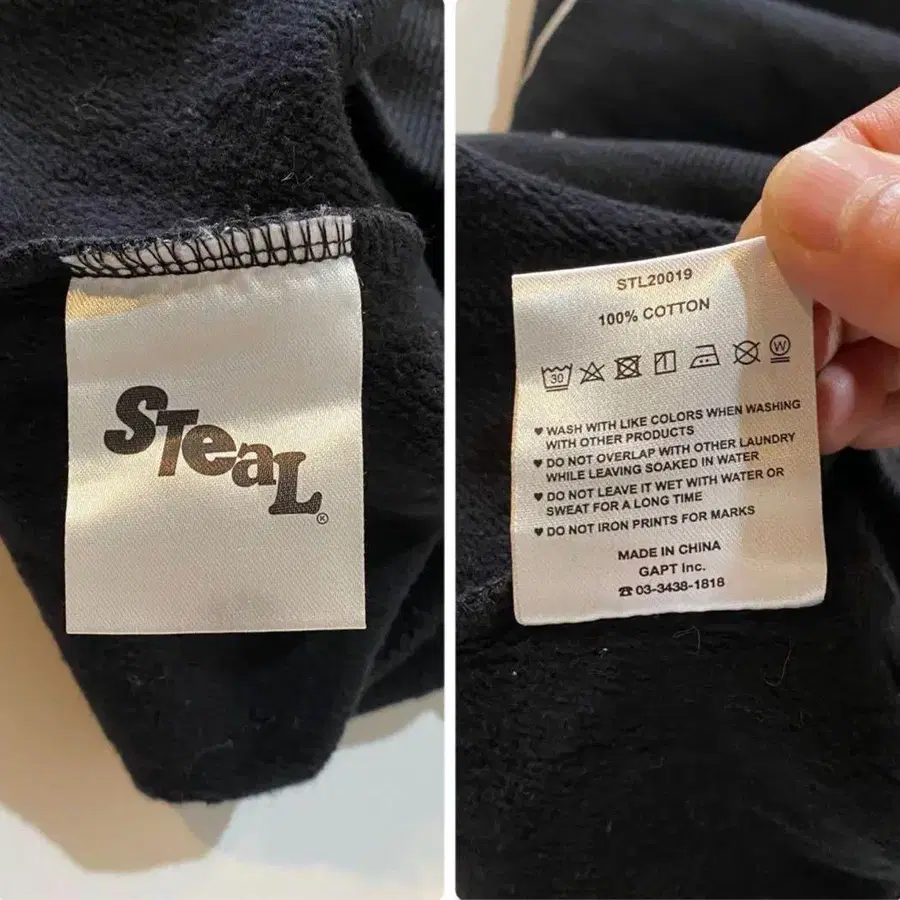 STeaL
®
STL20019
100% COTTON
30 W
♥ WASH WITH LIKE COLORS WHEN WASHING
WITH OTHER PRODUCTS
♥ DO NOT OVERLAP WITH OTHER LAUNDRY
WHILE LEAVING SOAKED IN WATER
♥ DO NOT LEAVE IT WET WITH WATER OR
SWEAT FOR A LONG TIME
♥ DO NOT IRON PRINTS FOR MARKS
MADE IN CHINA
GAPT Inc.
☎ 03-3438-1818